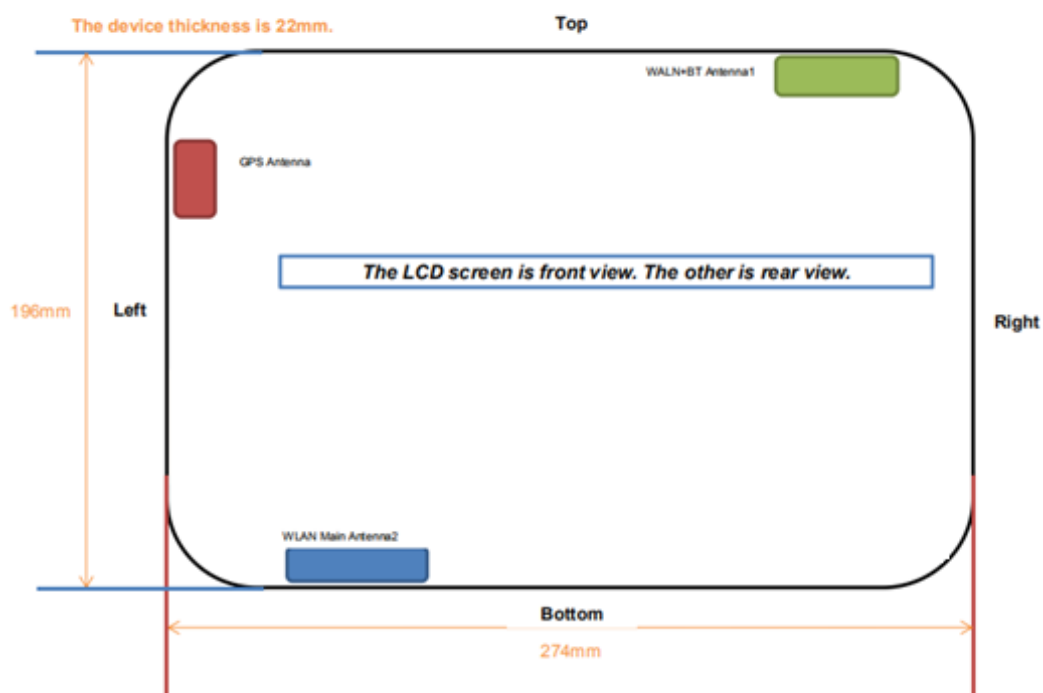 The device thickness is 22mm.
Top
WALN+BT Antenna1
GPS Antenna
The LCD screen is front view. The other is rear view.
196mm
Left
Right
WLAN Main Antenna2
Bottom
274mm